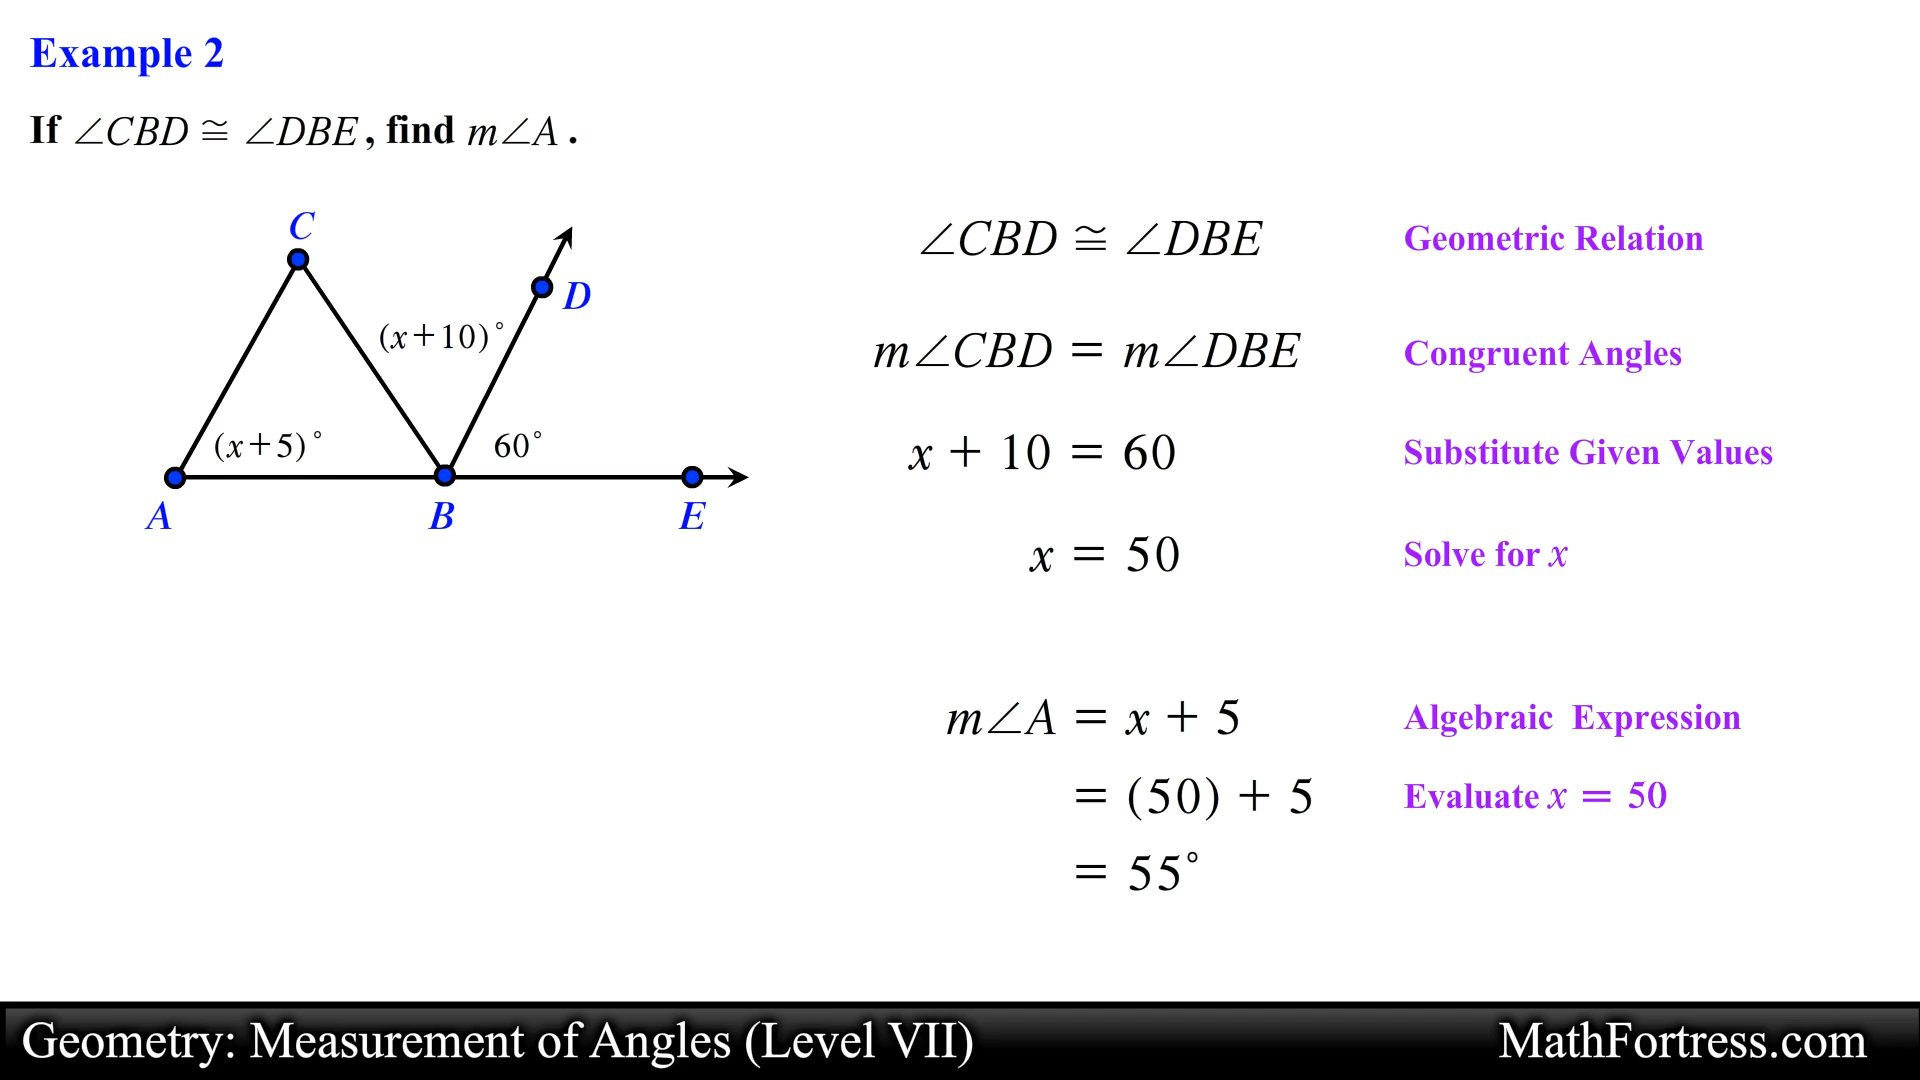 Example 2
If ∠CBD ≅ ∠DBE, find m∠A.
C
D
(x+10)°
(x+5)°
60°
A
B
E
∠CBD ≅ ∠DBE Geometric Relation
m∠CBD = m∠DBE Congruent Angles
x + 10 = 60 Substitute Given Values
x = 50 Solve for x
m∠A = x + 5 Algebraic Expression
= (50) + 5 Evaluate x = 50
= 55°
Geometry: Measurement of Angles (Level VII) MathFortress.com